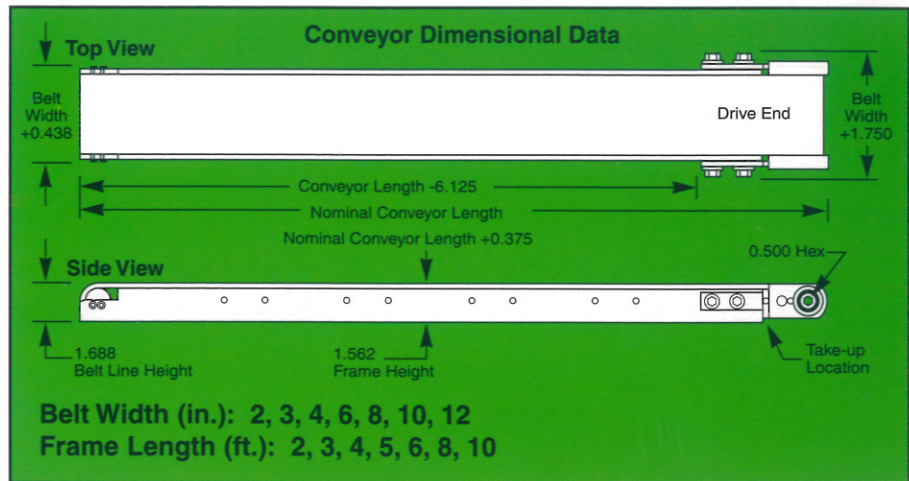 Conveyor Dimensional Data
Top View
Belt
Width
+0.438
Drive End
Belt
Width
+1.750
Conveyor Length -6.125
Nominal Conveyor Length
Nominal Conveyor Length +0.375
0.500 Hex
Side View
1.688
Belt Line Height
1.562
Frame Height
Take-up
Location
Belt Width (in.): 2, 3, 4, 6, 8, 10, 12
Frame Length (ft.): 2, 3, 4, 5, 6, 8, 10